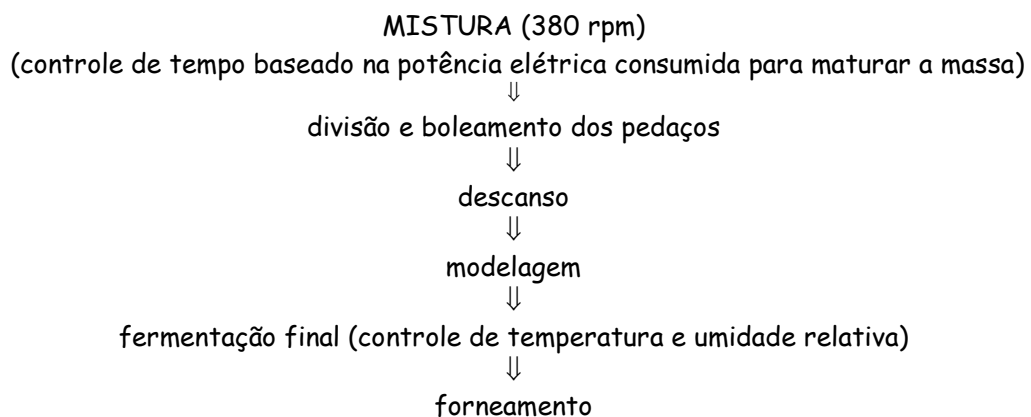 MISTURA (380 rpm)
(controle de tempo baseado na potência elétrica consumida para maturar a massa)
⇓
divisão e boleamento dos pedaços
⇓
descanso
⇓
modelagem
⇓
fermentação final (controle de temperatura e umidade relativa)
⇓
forneamento